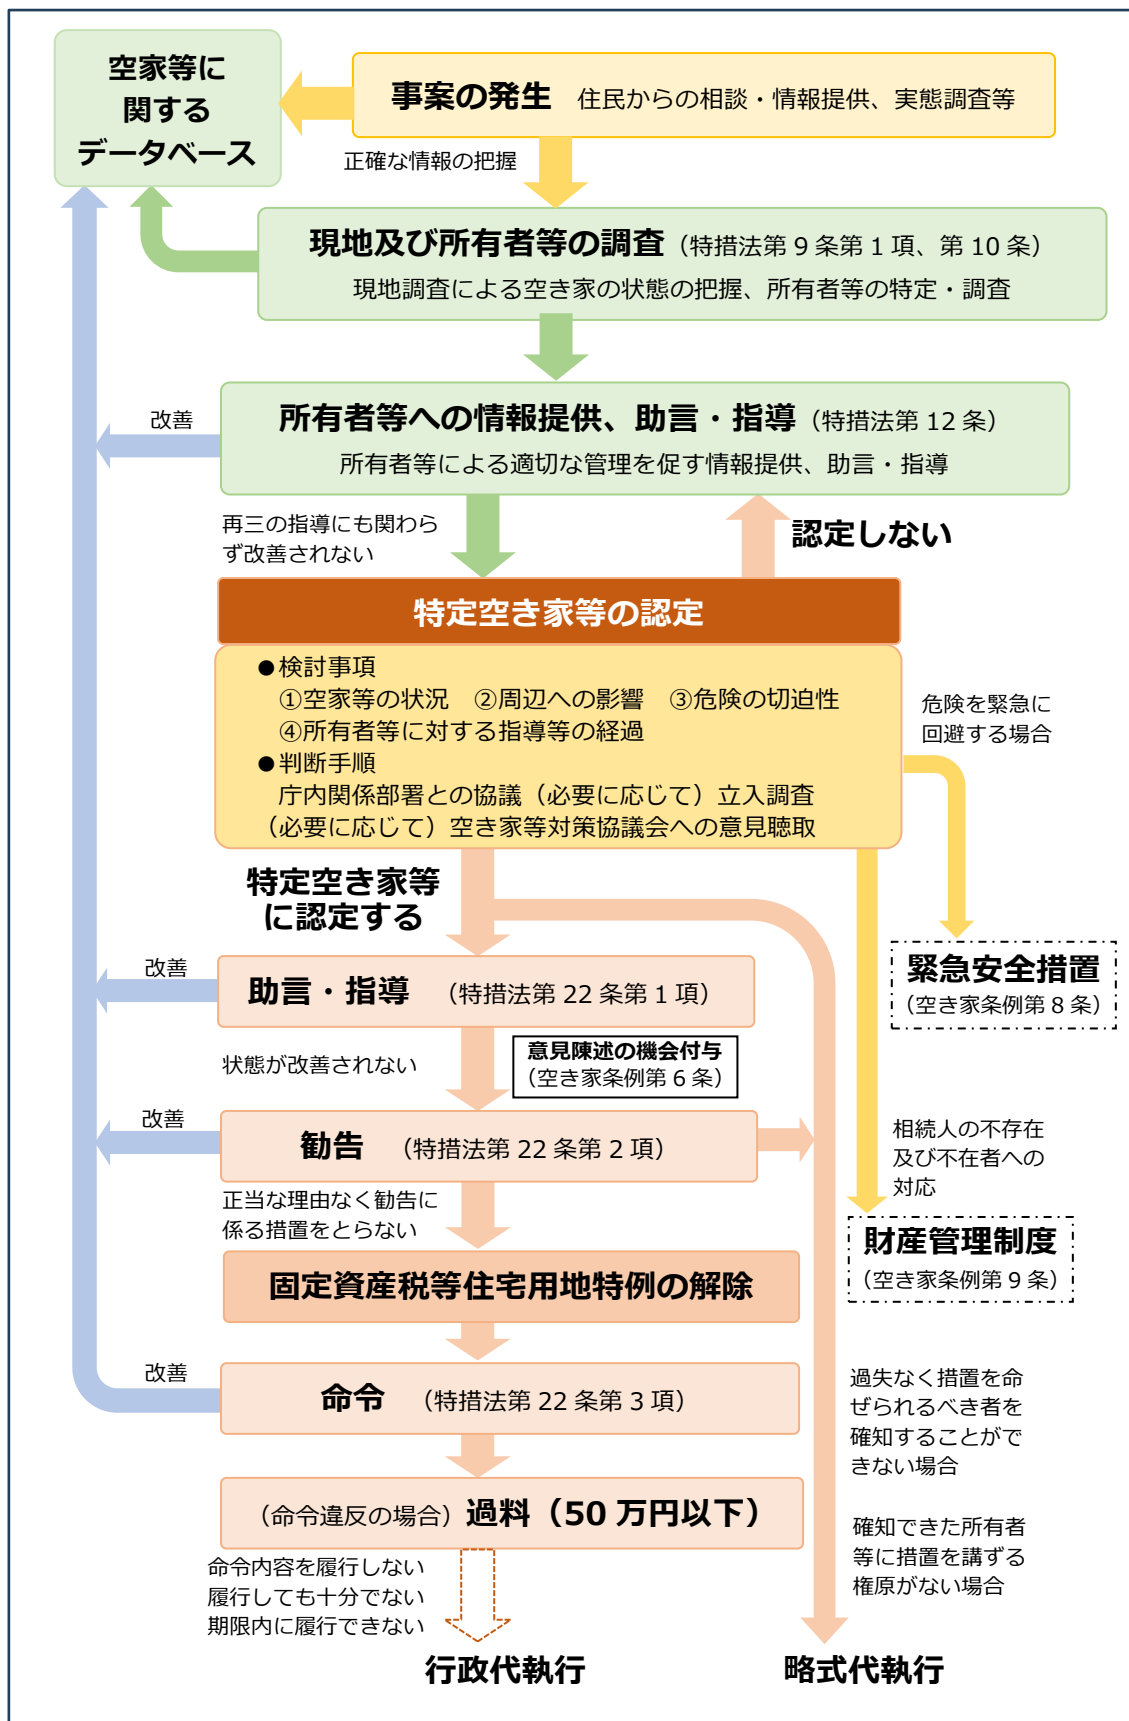 空家等に
関する
データベース
事案の発生 住民からの相談・情報提供、実態調査等
正確な情報の把握
現地及び所有者等の調査（特措法第9条第1項、第10条）
現地調査による空き家の状態の把握、所有者等の特定・調査
改善
所有者等への情報提供、助言・指導（特措法第12条）
所有者等による適切な管理を促す情報提供、助言・指導
再三の指導にも関わら
ず改善されない
認定しない
特定空き家等の認定
●検討事項
①空家等の状況 ②周辺への影響 ③危険の切迫性
④所有者等に対する指導等の経過
●判断手順
庁内関係部署との協議（必要に応じて）立入調査
（必要に応じて）空き家等対策協議会への意見聴取
危険を緊急に
回避する場合
特定空き家等
に認定する
緊急安全措置
（空き家条例第8条）
改善
助言・指導 （特措法第22条第1項）
状態が改善されない
意見陳述の機会付与
（空き家条例第6条）
改善
勧告 （特措法第22条第2項）
相続人の不存在
及び不在者への
対応
正当な理由なく勧告に
係る措置をとらない
財産管理制度
（空き家条例第9条）
固定資産税等住宅用地特例の解除
改善
命令 （特措法第22条第3項）
過失なく措置を命
ぜられるべき者を
確知することがで
きない場合
（命令違反の場合）過料（50万円以下）
確知できた所有者
等に措置を講ずる
権原がない場合
命令内容を履行しない
履行しても十分でない
期限内に履行できない
行政代執行
略式代執行